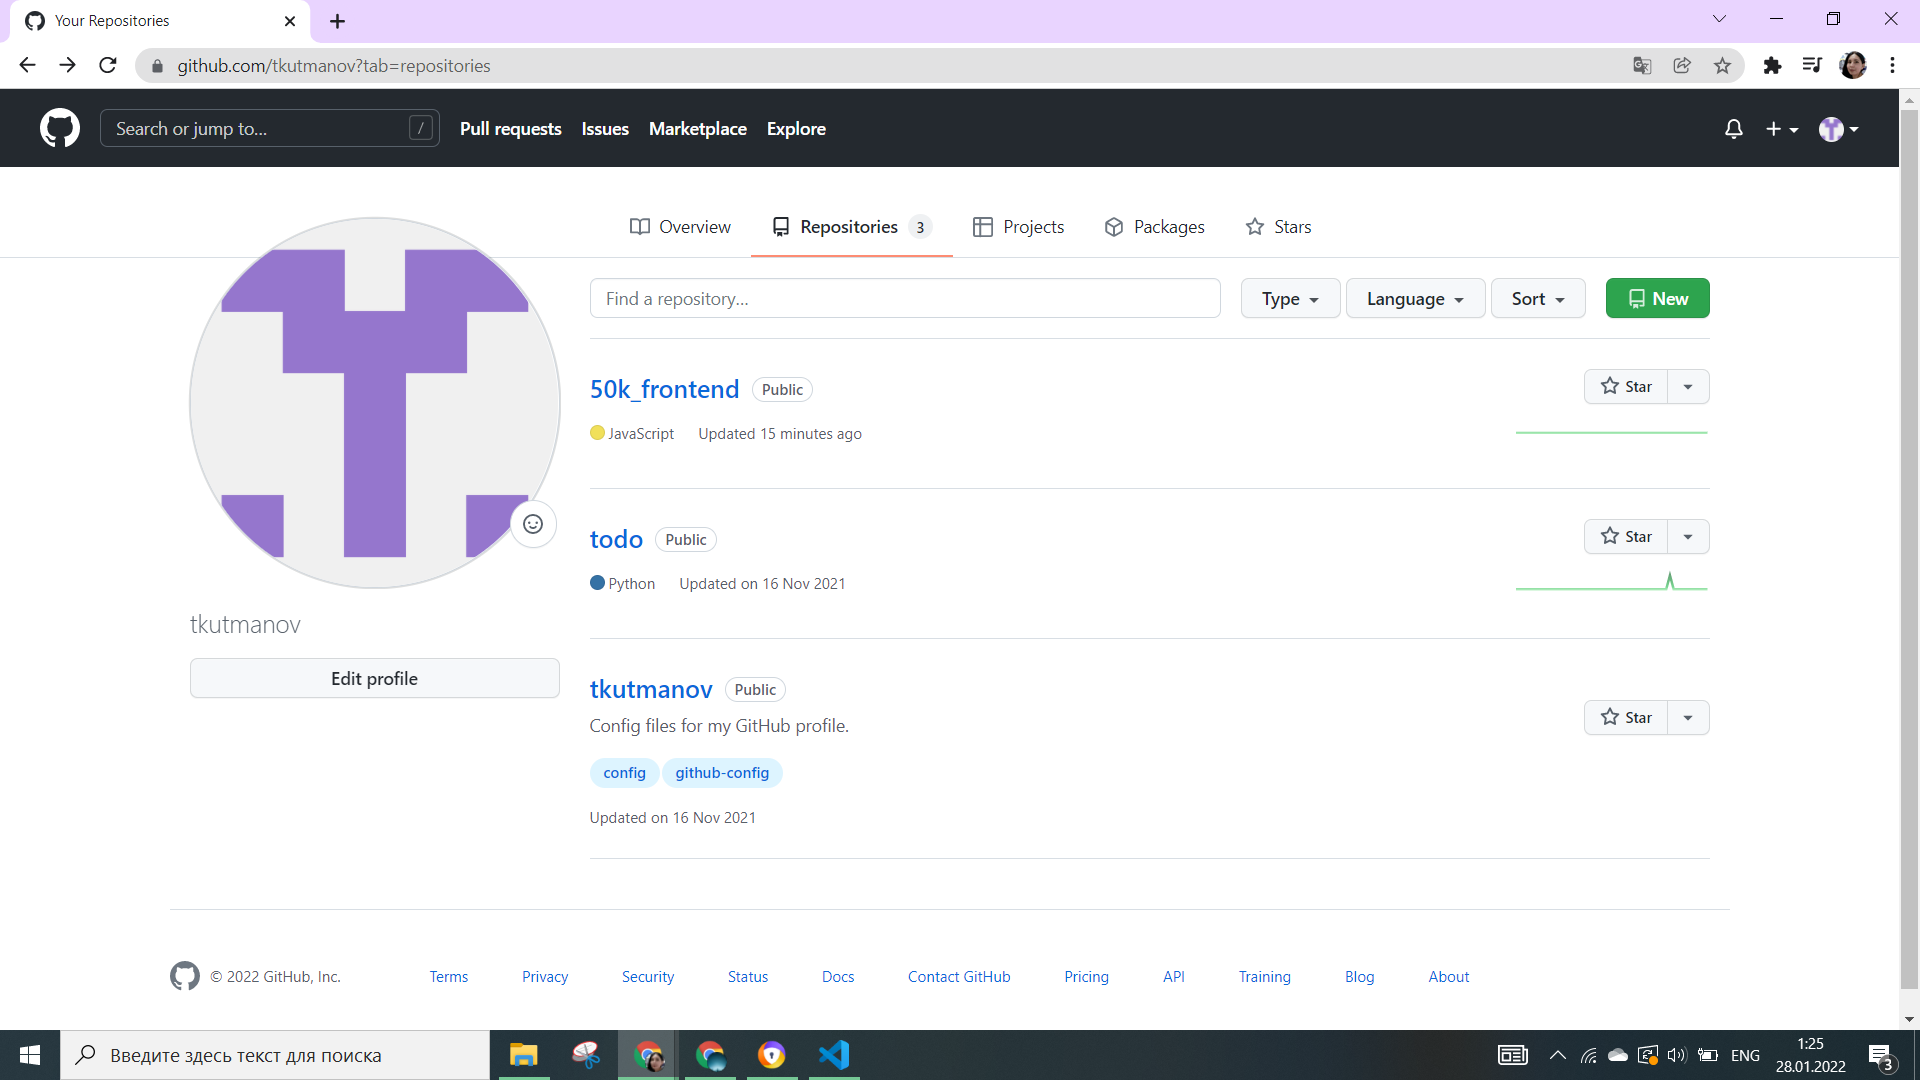 Your Repositories
github.com/tkutmanov?tab=repositories
Search or jump to... /
Pull requests Issues Marketplace Explore
Overview Repositories 3 Projects Packages Stars
Find a repository...
Type Language Sort New
50k_frontend Public
Star
JavaScript Updated 15 minutes ago
todo Public
Star
Python Updated on 16 Nov 2021
tkutmanov
Edit profile
tkutmanov Public
Config files for my GitHub profile.
Star
config github-config
Updated on 16 Nov 2021
© 2022 GitHub, Inc. Terms Privacy Security Status Docs Contact GitHub Pricing API Training Blog About
Введите здесь текст для поиска
ENG
1:25
28.01.2022
3